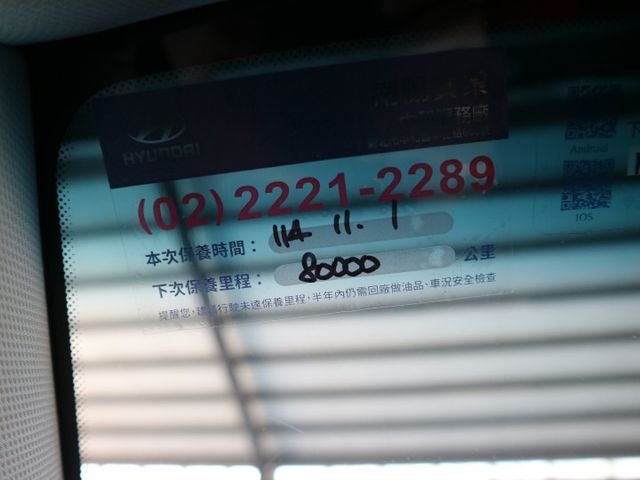 HYUNDAI
(02)2221-2289
本次保養時間： 114. 11. 1
下次保養里程： 80000 公里
提醒您，建議行駛未達保養里程，半年內仍需回廠做油品、車況安全檢查
Android
IOS